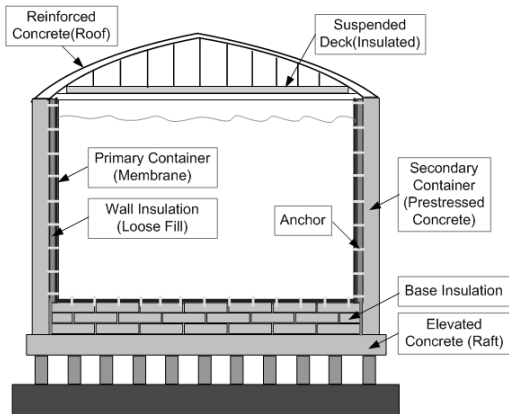 Reinforced
Concrete(Roof)
Suspended
Deck(Insulated)
Primary Container
(Membrane)
Secondary
Container
(Prestressed
Concrete)
Wall Insulation
(Loose Fill)
Anchor
Base Insulation
Elevated
Concrete (Raft)